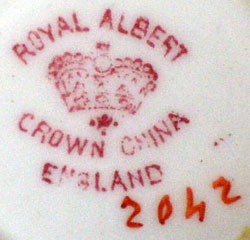 ROYAL ALBERT
CROWN CHINA
ENGLAND
2042